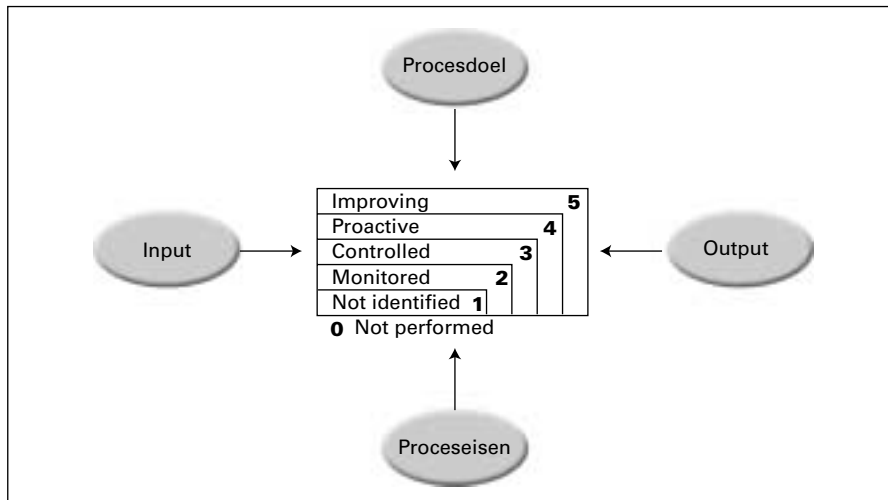 Procesdoel
Improving 5
Proactive 4
Input
Controlled 3
Output
Monitored 2
Not identified 1
0 Not performed
Proceseisen